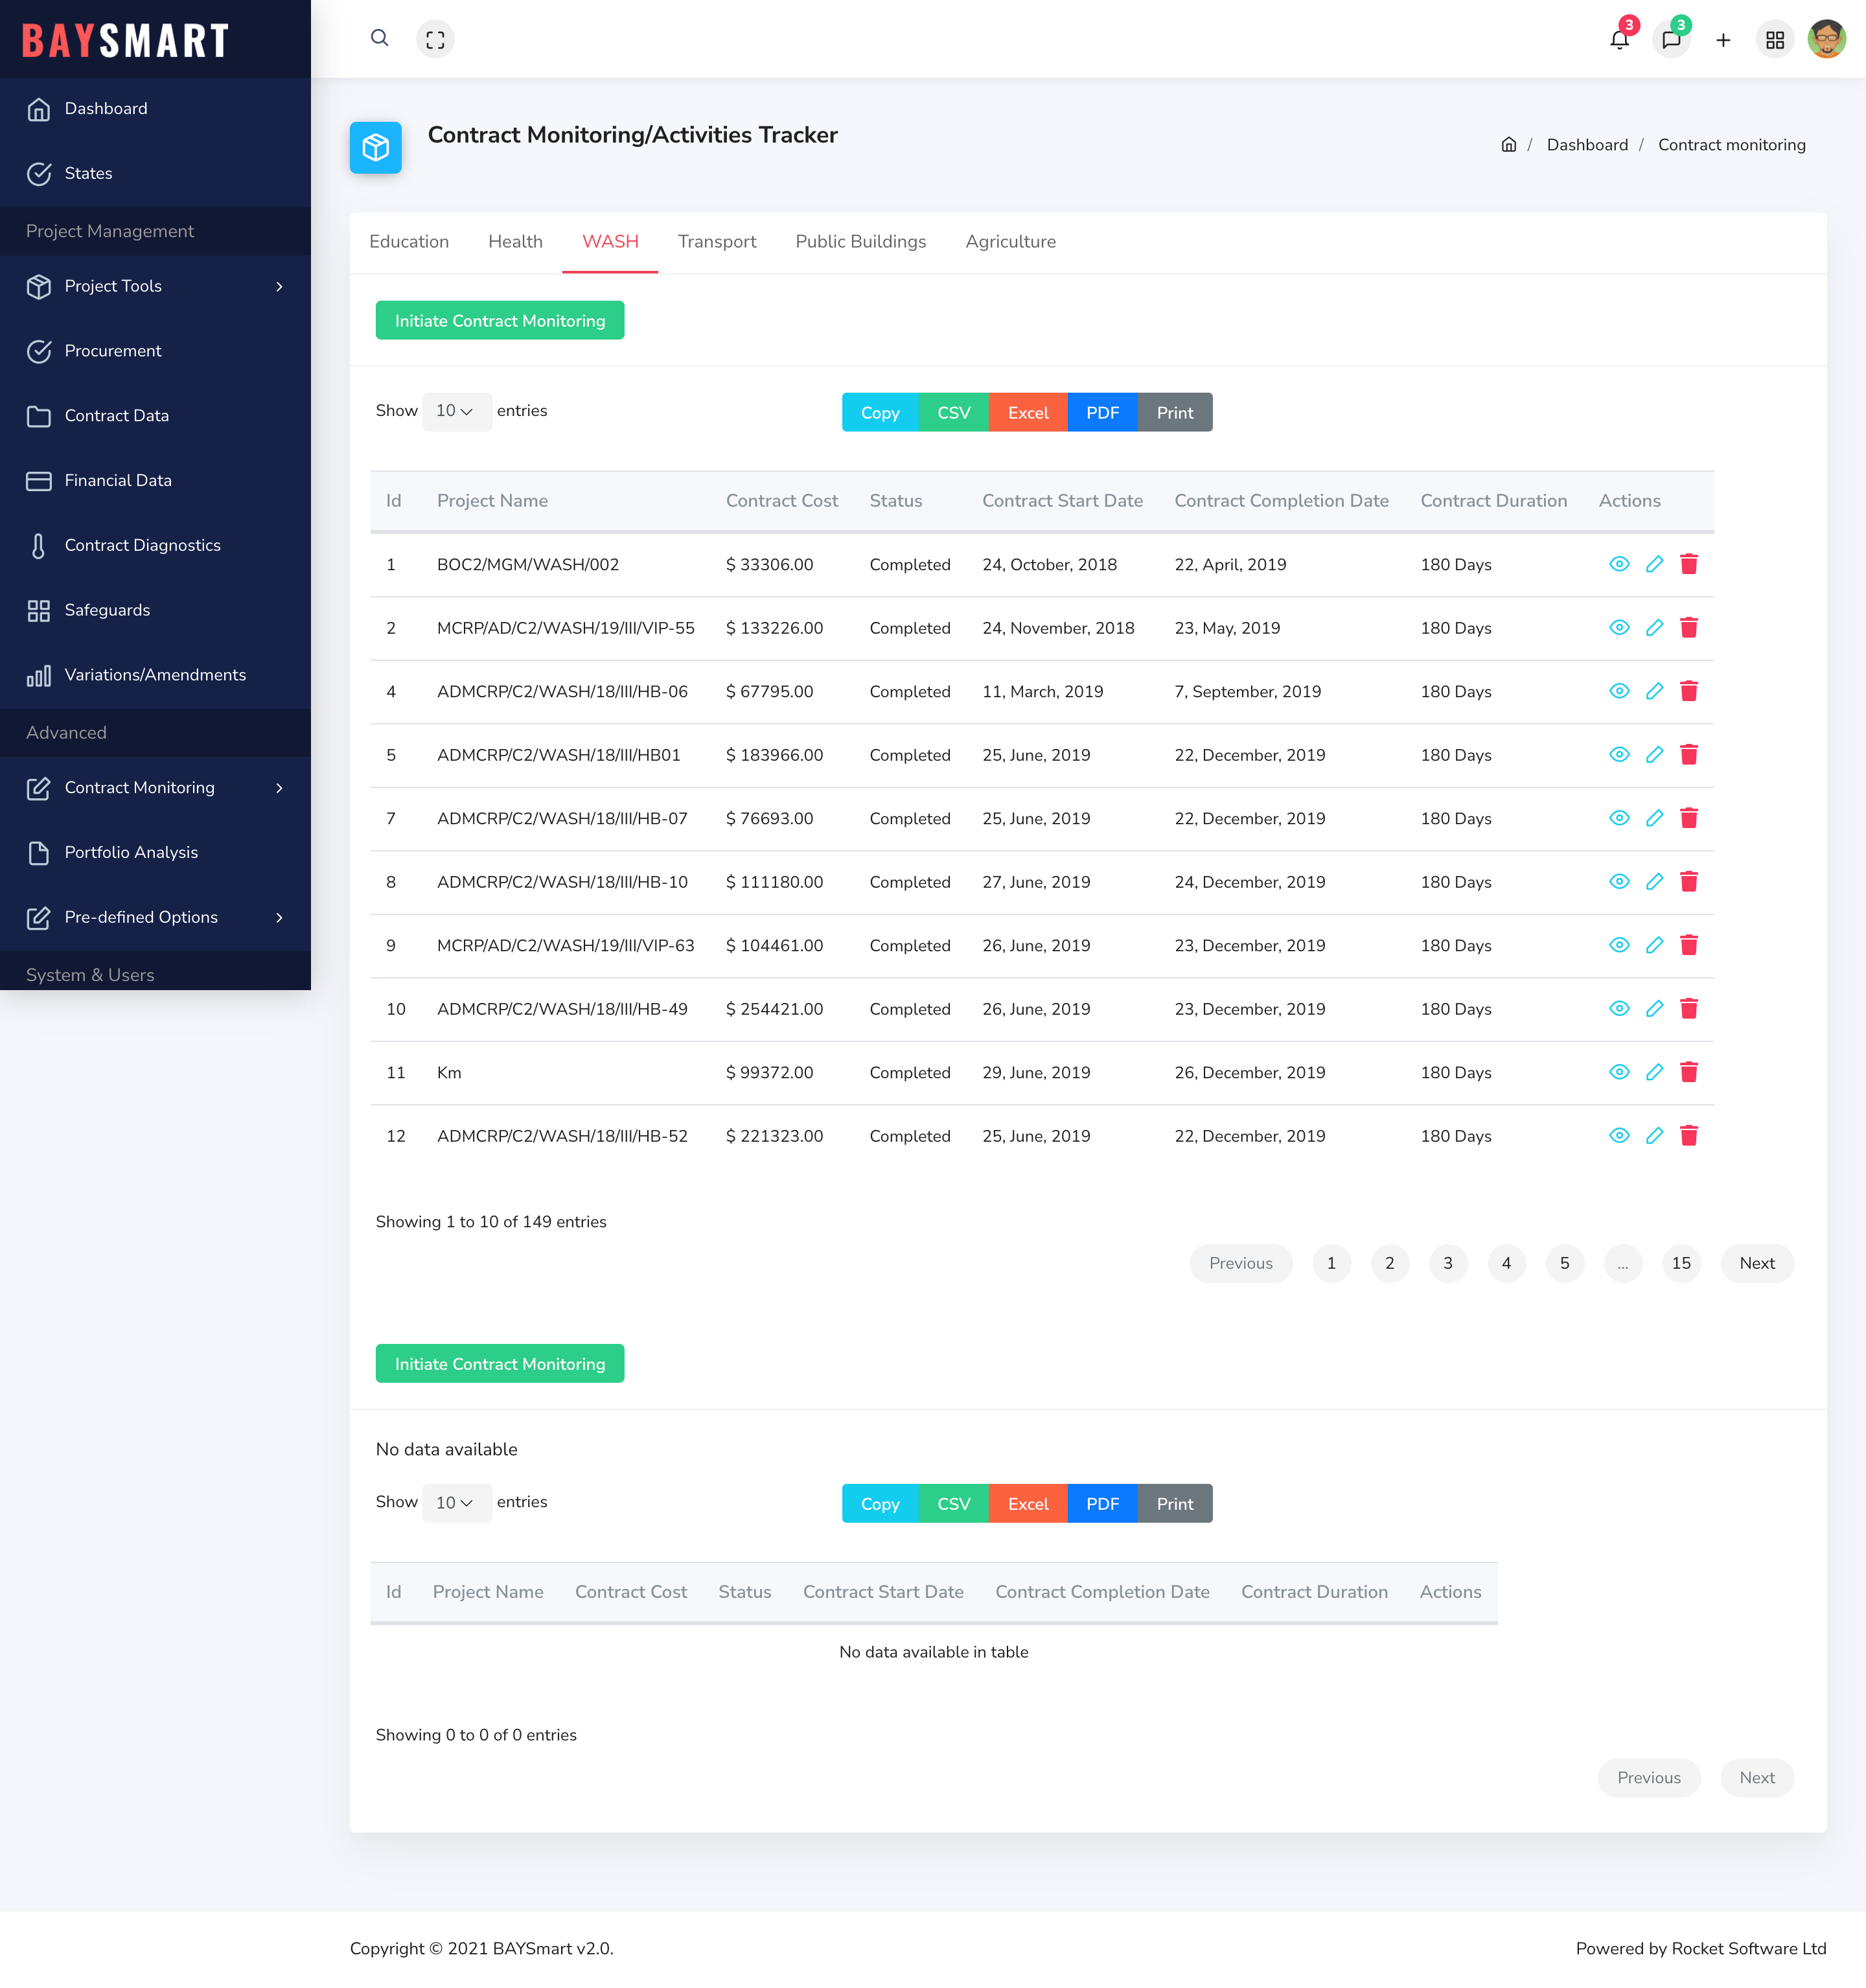 BAYSMART
3
3
Dashboard
States
Project Management
Project Tools
Procurement
Contract Data
Financial Data
Contract Diagnostics
Safeguards
Variations/Amendments
Advanced
Contract Monitoring
Portfolio Analysis
Pre-defined Options
System & Users
Contract Monitoring/Activities Tracker
/ Dashboard / Contract monitoring
Education Health WASH Transport Public Buildings Agriculture
Initiate Contract Monitoring
Show 10 entries
Copy CSV Excel PDF Print
Id Project Name Contract Cost Status Contract Start Date Contract Completion Date Contract Duration Actions
1 BOC2/MGM/WASH/002 $ 33306.00 Completed 24, October, 2018 22, April, 2019 180 Days
2 MCRP/AD/C2/WASH/19/III/VIP-55 $ 133226.00 Completed 24, November, 2018 23, May, 2019 180 Days
4 ADMCRP/C2/WASH/18/III/HB-06 $ 67795.00 Completed 11, March, 2019 7, September, 2019 180 Days
5 ADMCRP/C2/WASH/18/III/HB01 $ 183966.00 Completed 25, June, 2019 22, December, 2019 180 Days
7 ADMCRP/C2/WASH/18/III/HB-07 $ 76693.00 Completed 25, June, 2019 22, December, 2019 180 Days
8 ADMCRP/C2/WASH/18/III/HB-10 $ 111180.00 Completed 27, June, 2019 24, December, 2019 180 Days
9 MCRP/AD/C2/WASH/19/III/VIP-63 $ 104461.00 Completed 26, June, 2019 23, December, 2019 180 Days
10 ADMCRP/C2/WASH/18/III/HB-49 $ 254421.00 Completed 26, June, 2019 23, December, 2019 180 Days
11 Km $ 99372.00 Completed 29, June, 2019 26, December, 2019 180 Days
12 ADMCRP/C2/WASH/18/III/HB-52 $ 221323.00 Completed 25, June, 2019 22, December, 2019 180 Days
Showing 1 to 10 of 149 entries
Previous 1 2 3 4 5 ... 15 Next
Initiate Contract Monitoring
No data available
Show 10 entries
Copy CSV Excel PDF Print
Id Project Name Contract Cost Status Contract Start Date Contract Completion Date Contract Duration Actions
No data available in table
Showing 0 to 0 of 0 entries
Previous Next
Copyright © 2021 BAYSmart v2.0.
Powered by Rocket Software Ltd